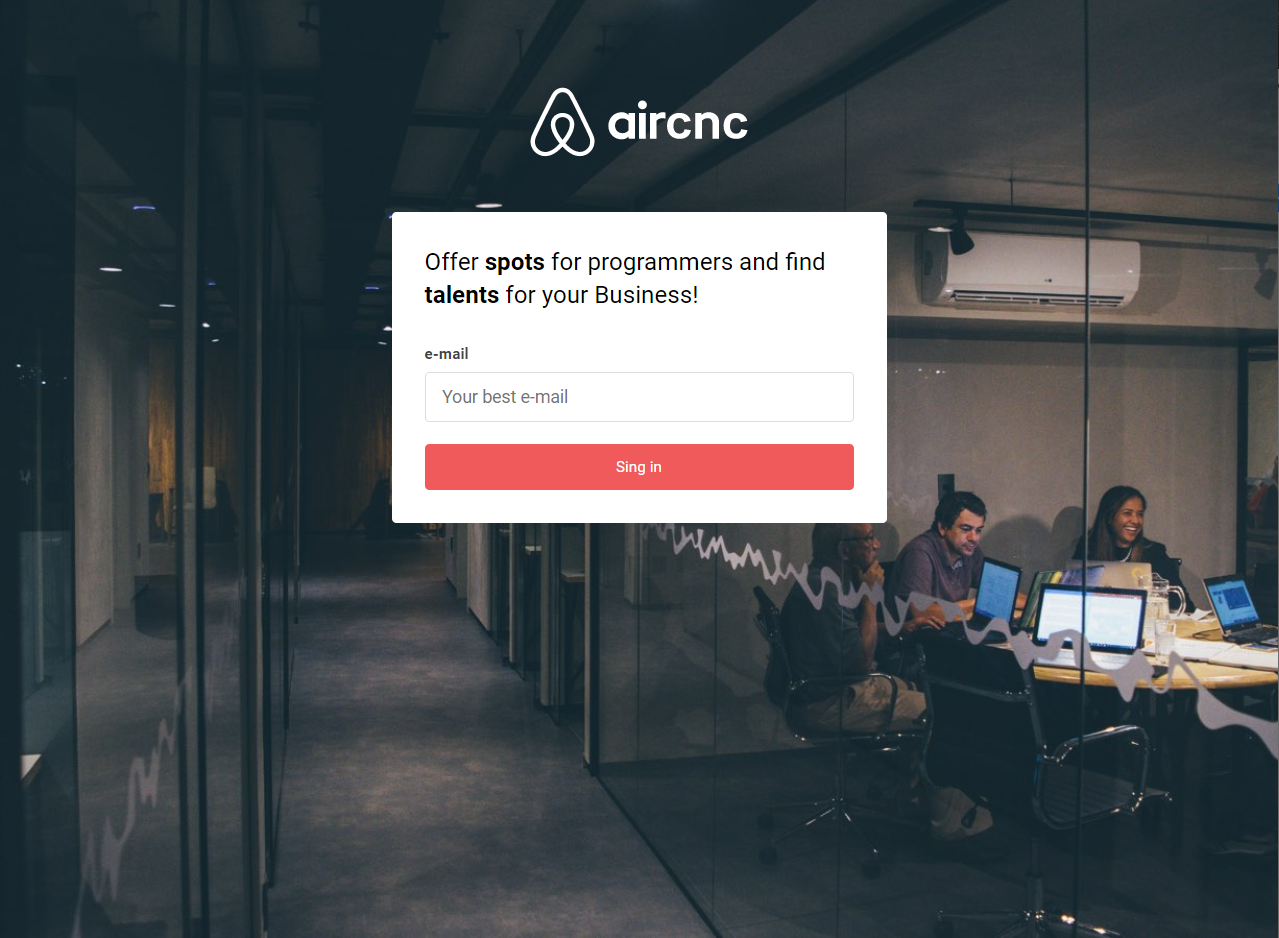 aircnc
Offer spots for programmers and find
talents for your Business!
e-mail
Your best e-mail
Sing in